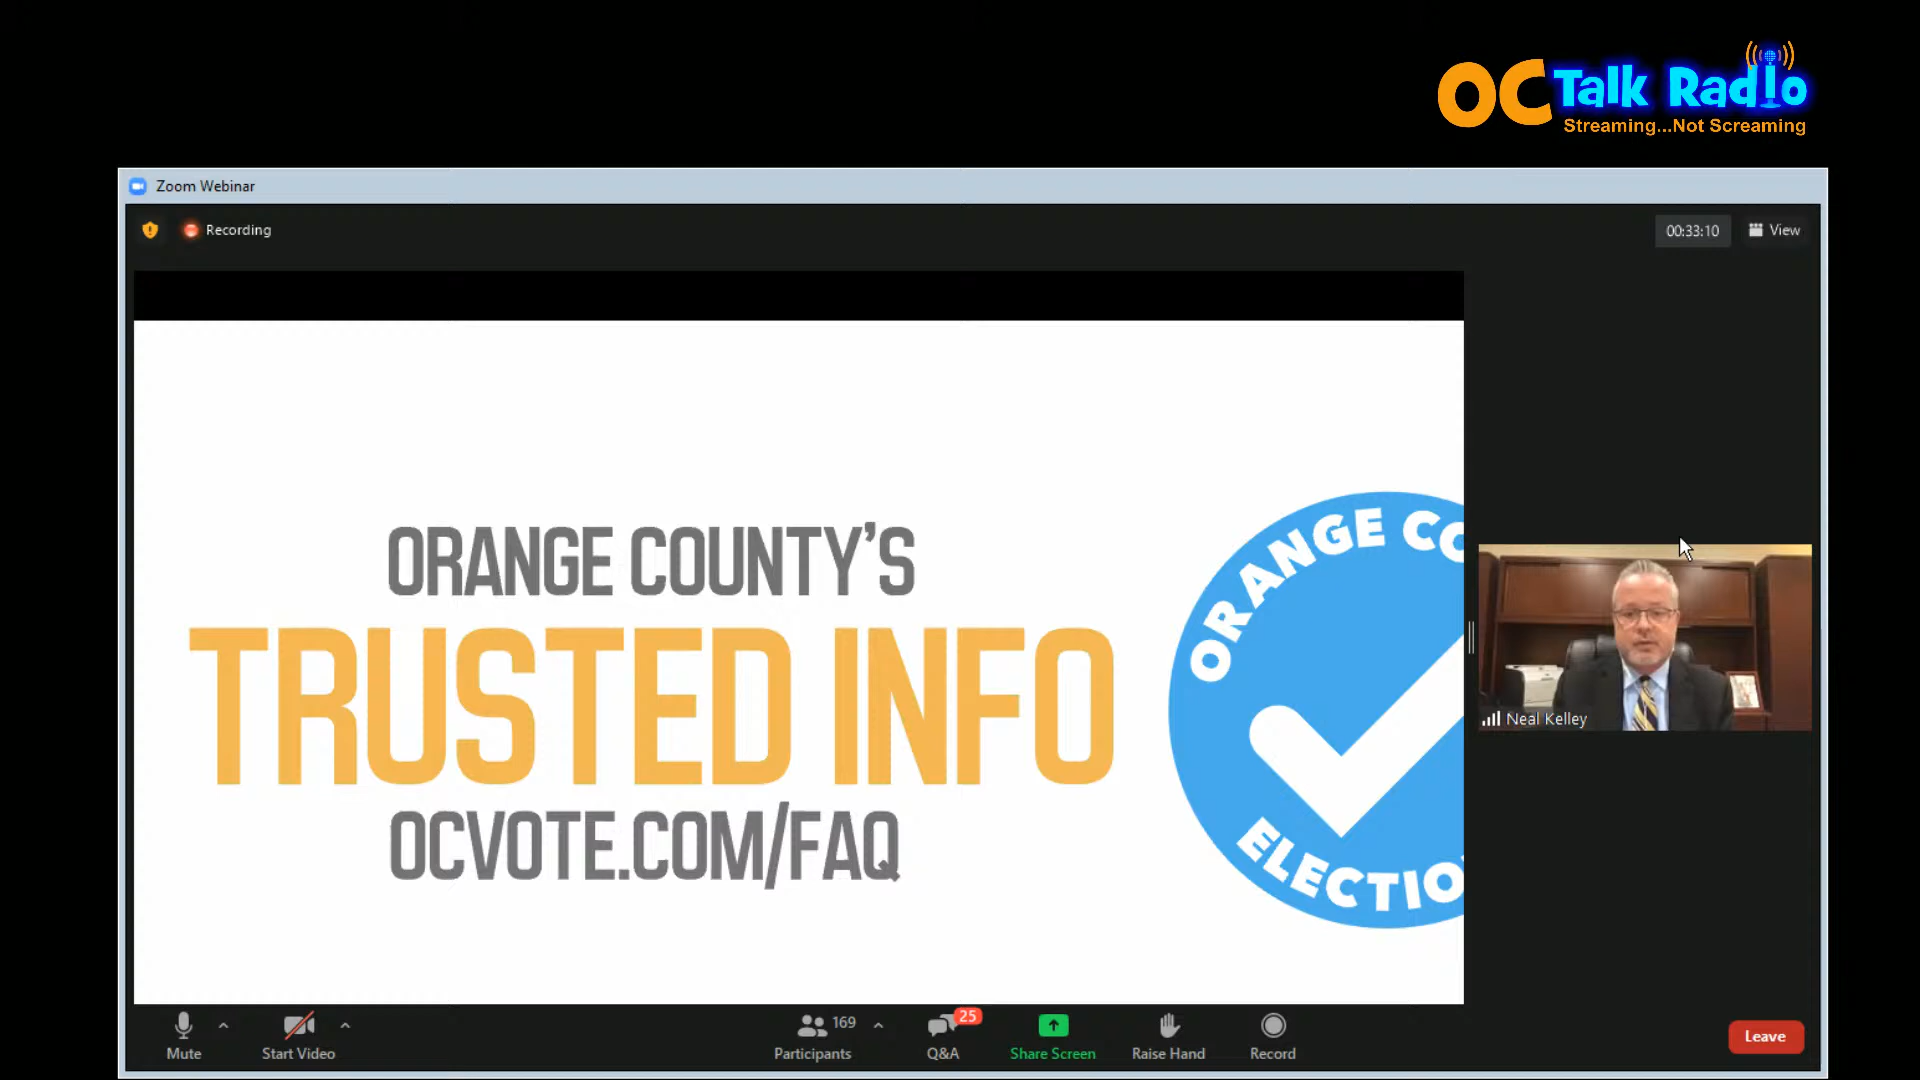 OC Talk Radio
Streaming...Not Screaming
Zoom Webinar
Recording
00:33:10
View
ORANGE COUNTY'S
TRUSTED INFO
OCVOTE.COM/FAQ
ORANGE CO
ELECTIO
Neal Kelley
Mute
Start Video
169
Participants
25
Q&A
Share Screen
Raise Hand
Record
Leave